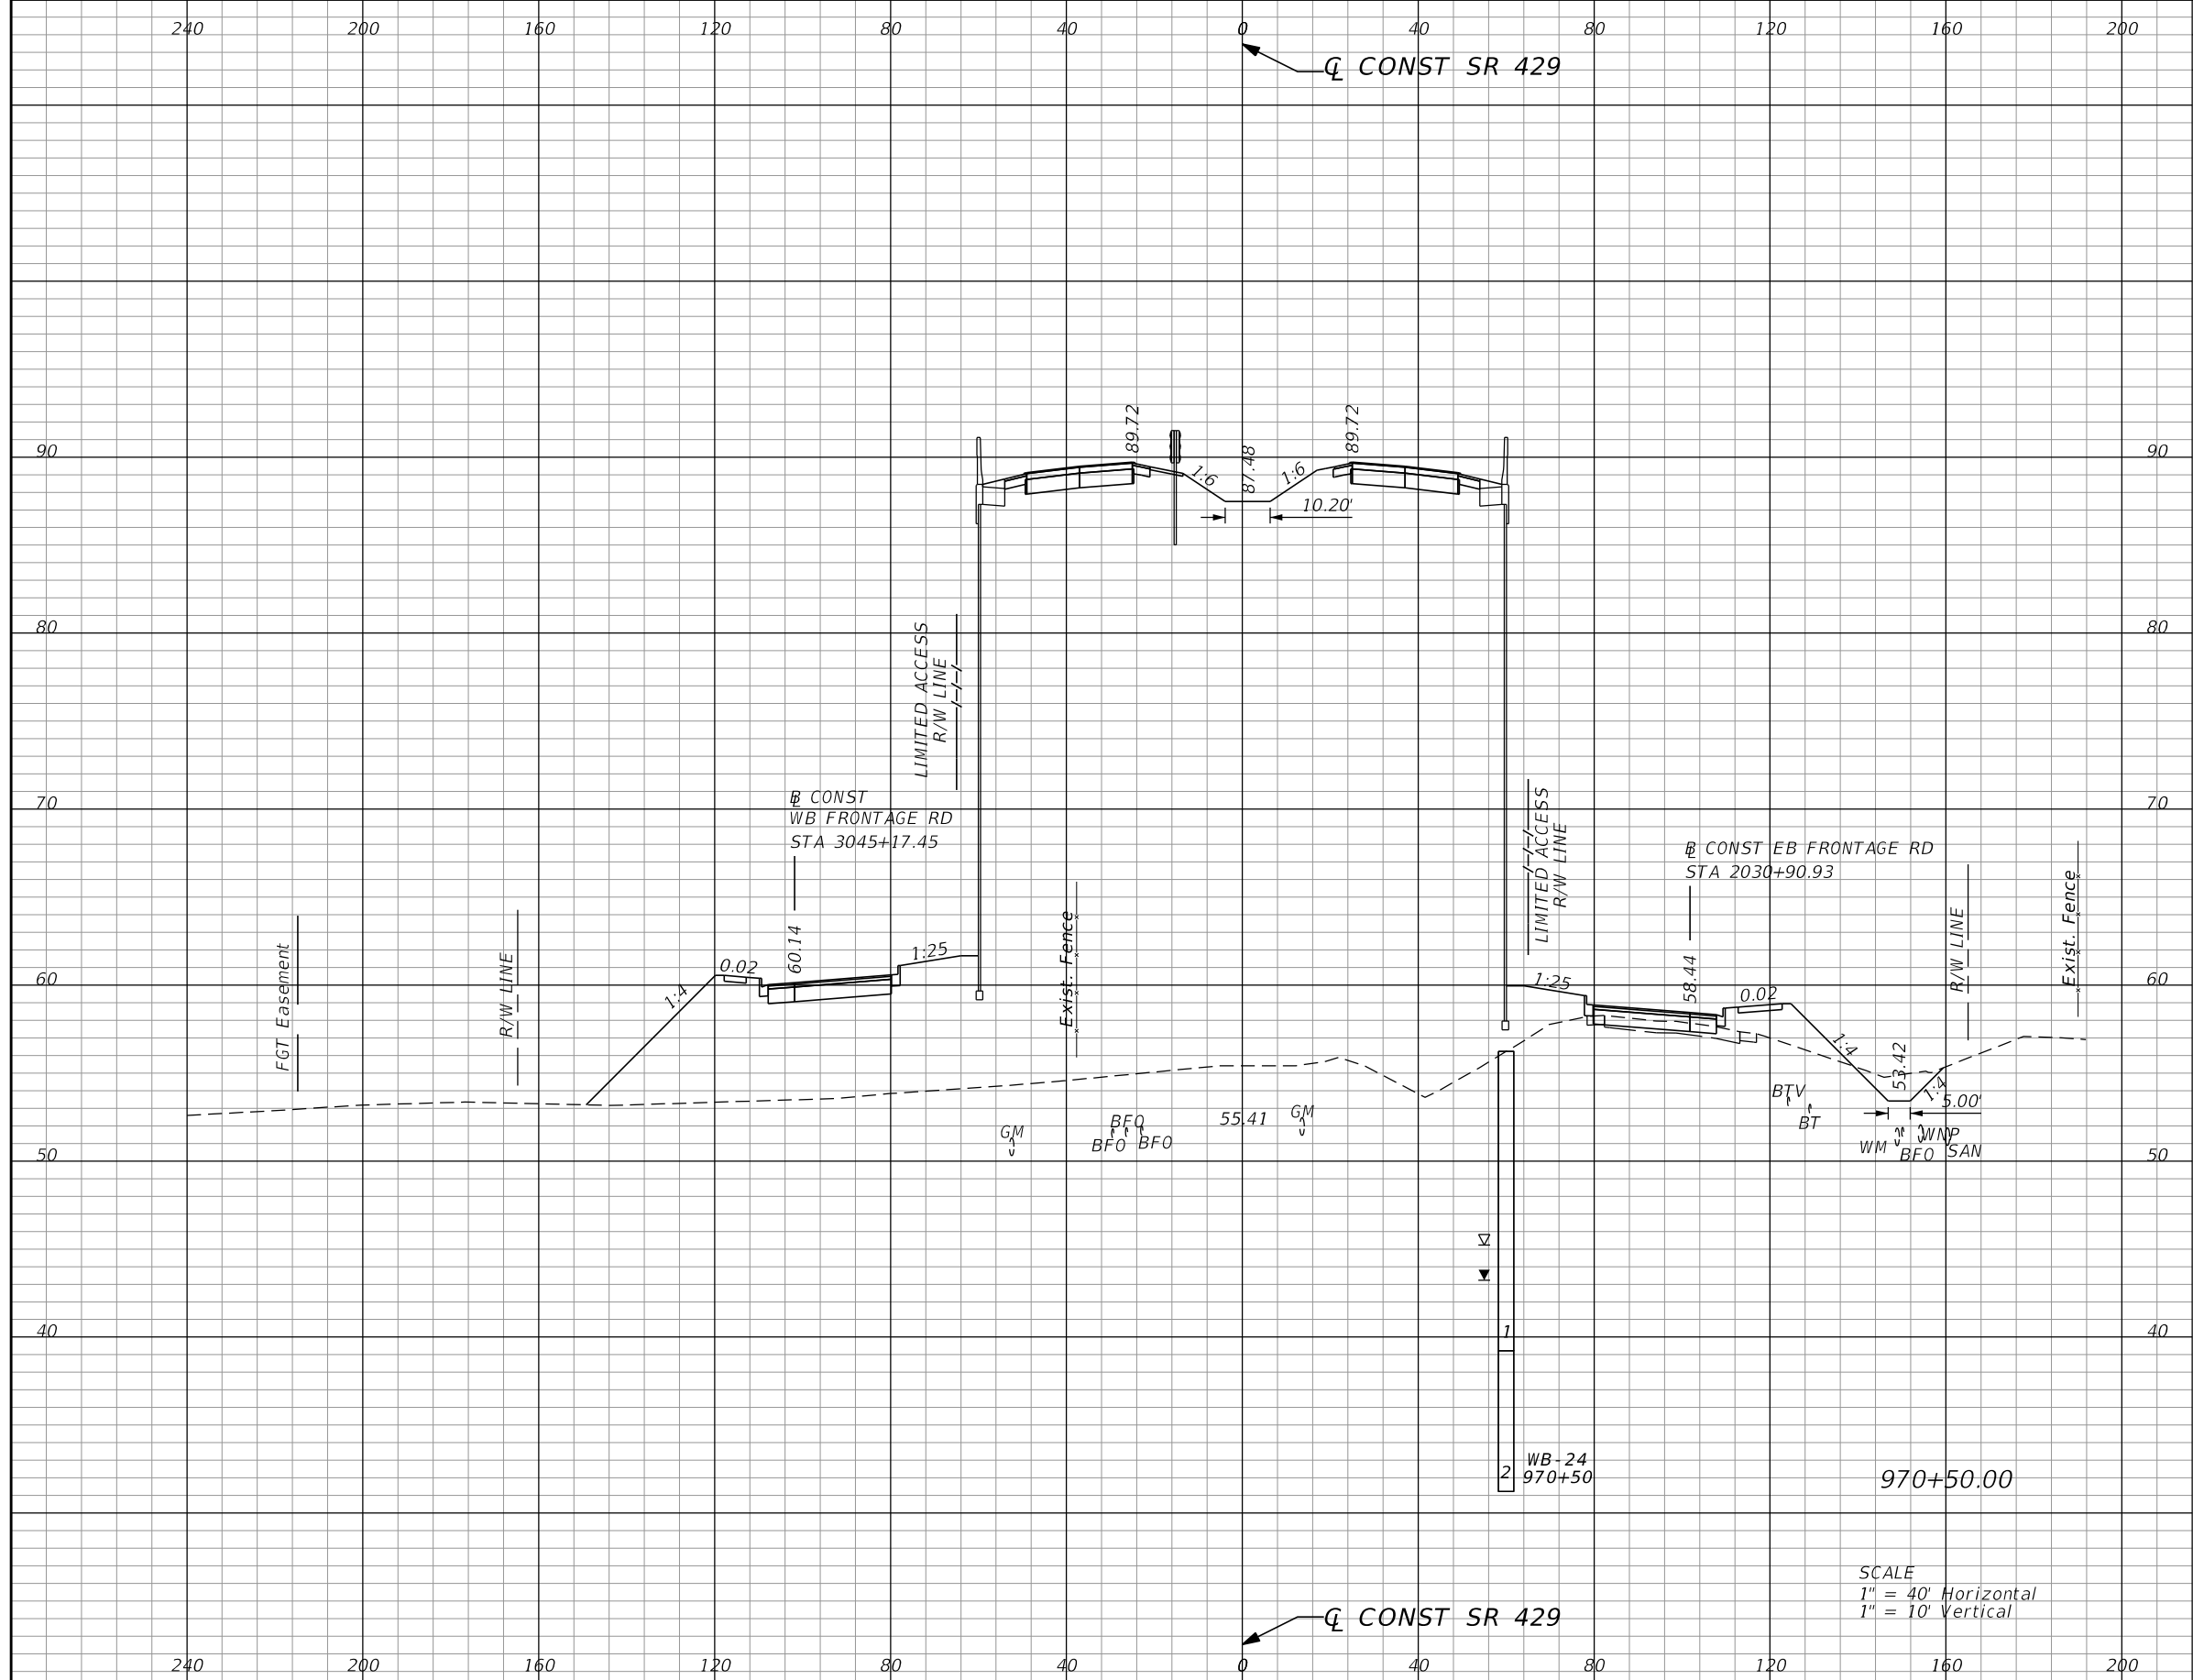 240 200 160 120 80 40 0 40 80 120 160 200
℄ CONST SR 429
89.72
89.72
87.48
90
90
1:6
1:6
10.20'
80
80
LIMITED ACCESS
R/W LINE
70
70
B̲L CONST
WB FRONTAGE RD
STA 3045+17.45
LIMITED ACCESS
R/W LINE
BL CONST EB FRONTAGE RD
STA 2030+90.93
FGT Easement
R/W LINE
60.14
Exist. Fence
58.44
R/W LINE
Exist. Fence
60
60
1:4
0.02
1:25
1:25
0.02
1:4
53.42
1:4
5.00'
BTV
BT
GM
BFO
BFO
BFO
55.41
GM
WM
BFO
WNP
SAN
50
50
40
40
1
2
WB-24
970+50
970+50.00
SCALE
1" = 40' Horizontal
1" = 10' Vertical
℄ CONST SR 429
240 200 160 120 80 40 0 40 80 120 160 200